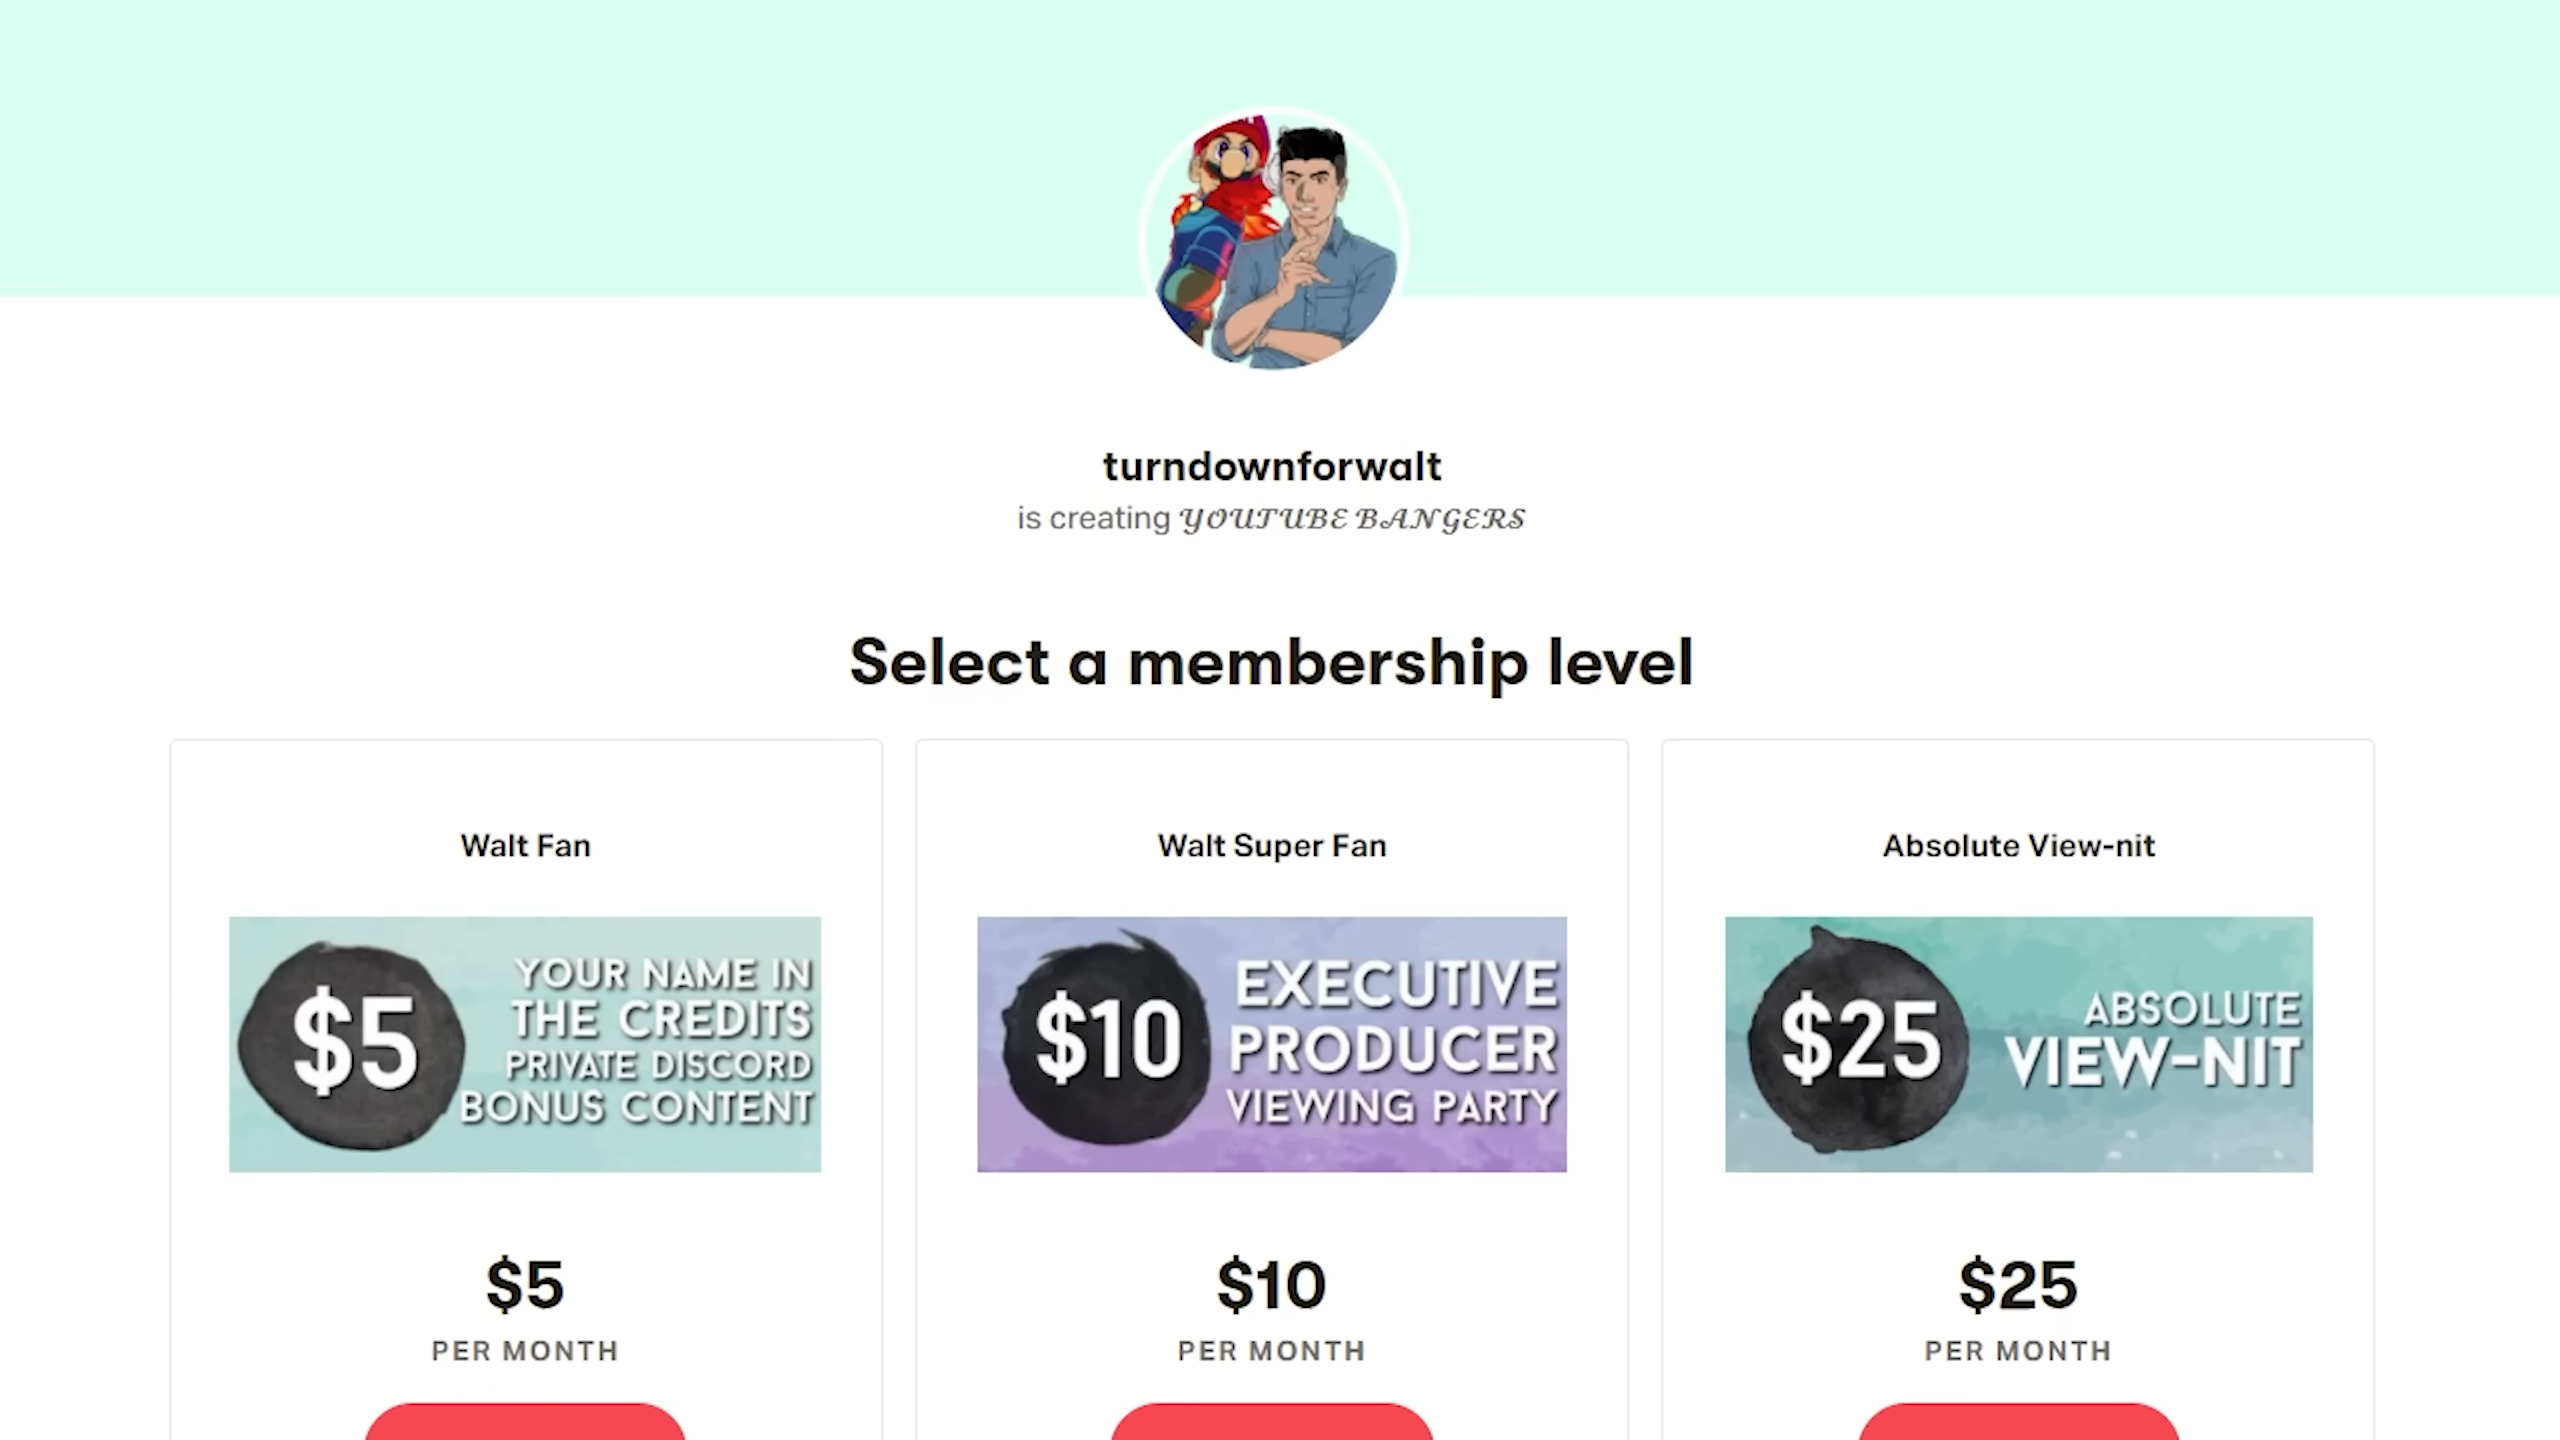 turndownforwalt
is creating 𝒴𝒪𝒰𝒯𝒰ℬℰ ℬ𝒜𝒩𝒢ℰℛ𝒮
Select a membership level
Walt Fan
$5
YOUR NAME IN
THE CREDITS
PRIVATE DISCORD
BONUS CONTENT
$5
PER MONTH
Walt Super Fan
$10
EXECUTIVE
PRODUCER
VIEWING PARTY
$10
PER MONTH
Absolute View-nit
$25
ABSOLUTE
VIEW-NIT
$25
PER MONTH